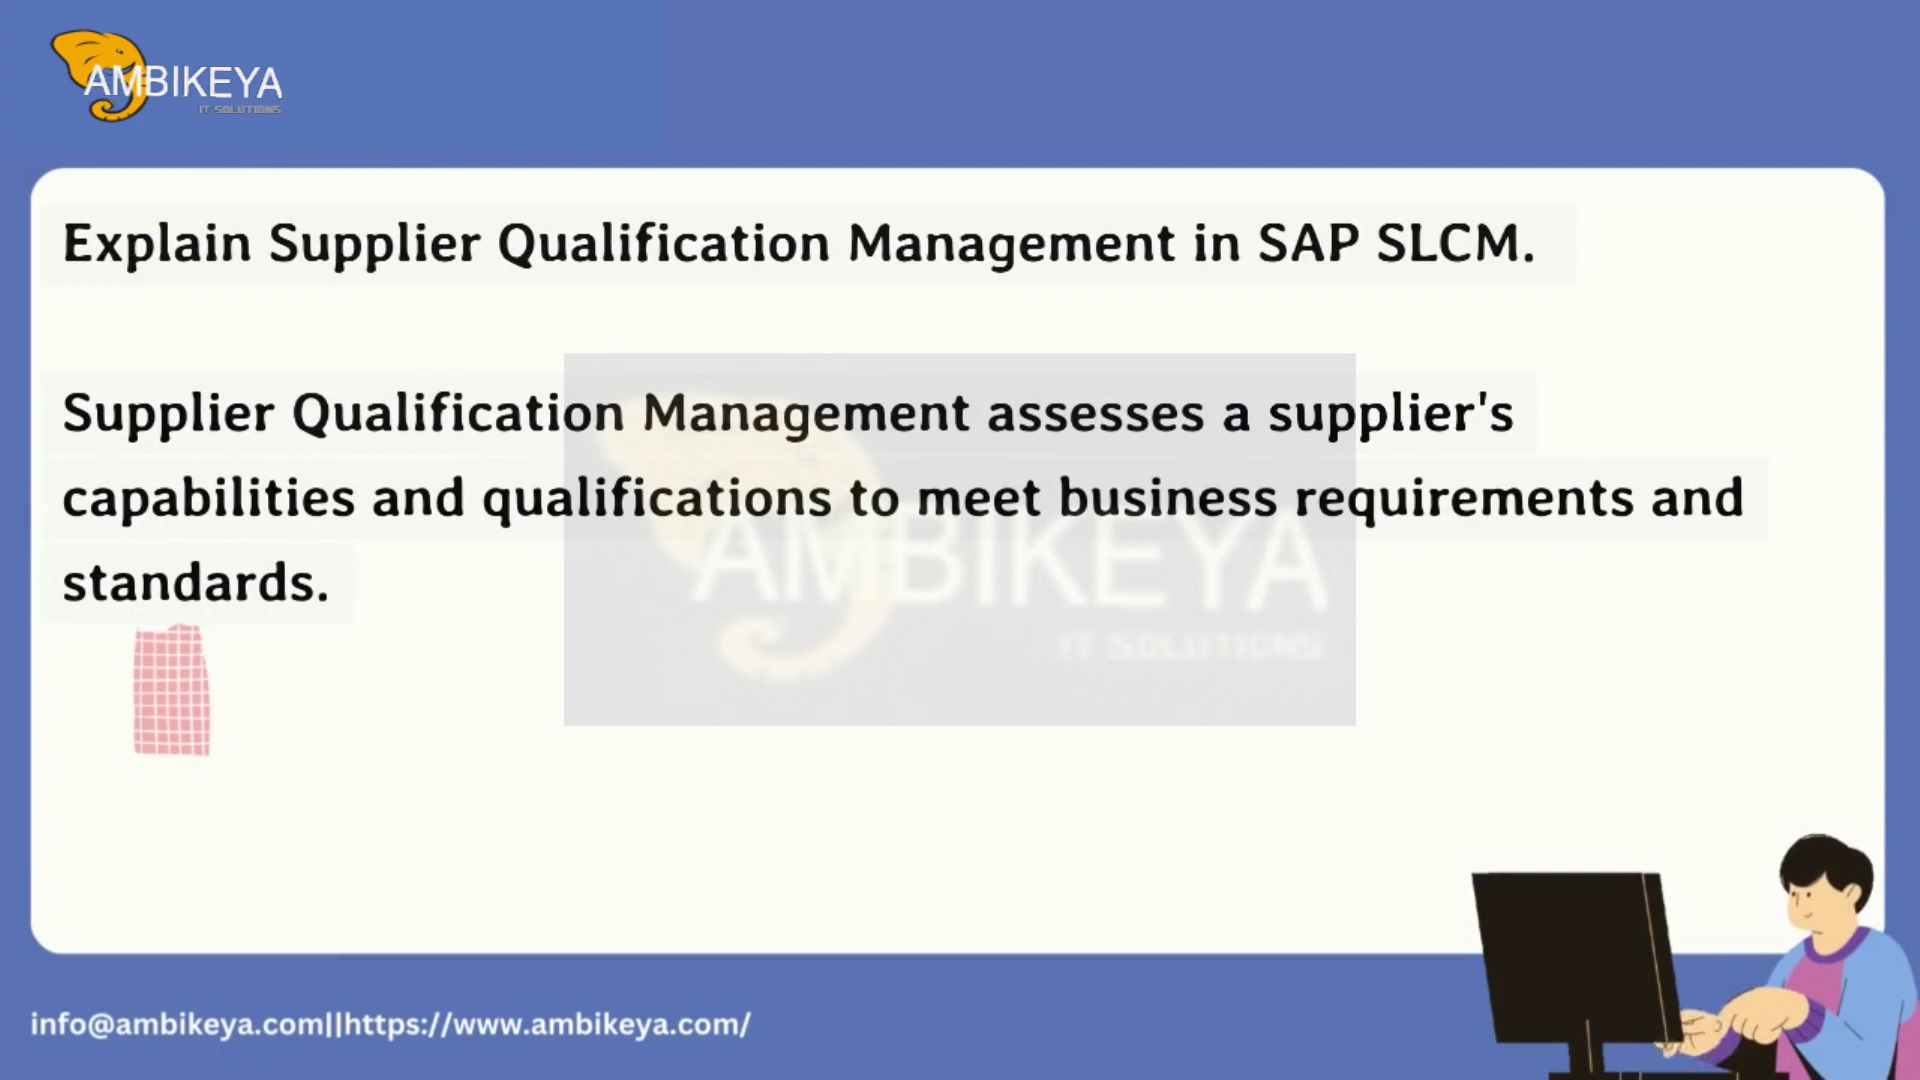 AMBIKEYA
IT SOLUTIONS
Explain Supplier Qualification Management in SAP SLCM.
Supplier Qualification Management assesses a supplier's
capabilities and qualifications to meet business requirements and
standards.
AMBIKEYA
IT SOLUTIONS
info@ambikeya.com||https://www.ambikeya.com/